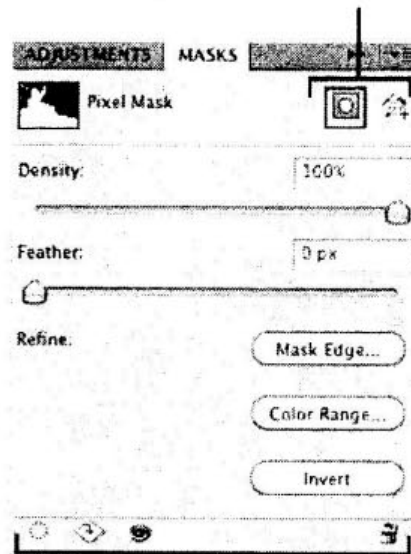 ADJUSTMENTS MASKS
Pixel Mask
Density: 100%
Feather: 0 px
Refine: Mask Edge...
Color Range...
Invert